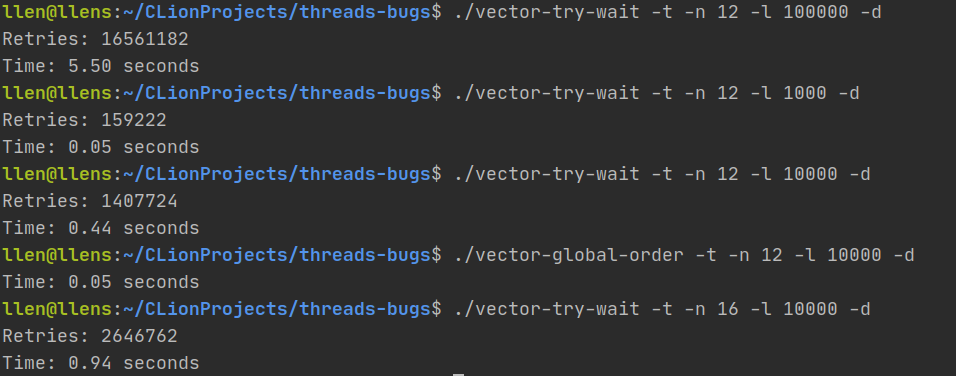 llen@llens:~/CLionProjects/threads-bugs$ ./vector-try-wait -t -n 12 -l 100000 -d
Retries: 16561182
Time: 5.50 seconds
llen@llens:~/CLionProjects/threads-bugs$ ./vector-try-wait -t -n 12 -l 1000 -d
Retries: 159222
Time: 0.05 seconds
llen@llens:~/CLionProjects/threads-bugs$ ./vector-try-wait -t -n 12 -l 10000 -d
Retries: 1407724
Time: 0.44 seconds
llen@llens:~/CLionProjects/threads-bugs$ ./vector-global-order -t -n 12 -l 10000 -d
Time: 0.05 seconds
llen@llens:~/CLionProjects/threads-bugs$ ./vector-try-wait -t -n 16 -l 10000 -d
Retries: 2646762
Time: 0.94 seconds